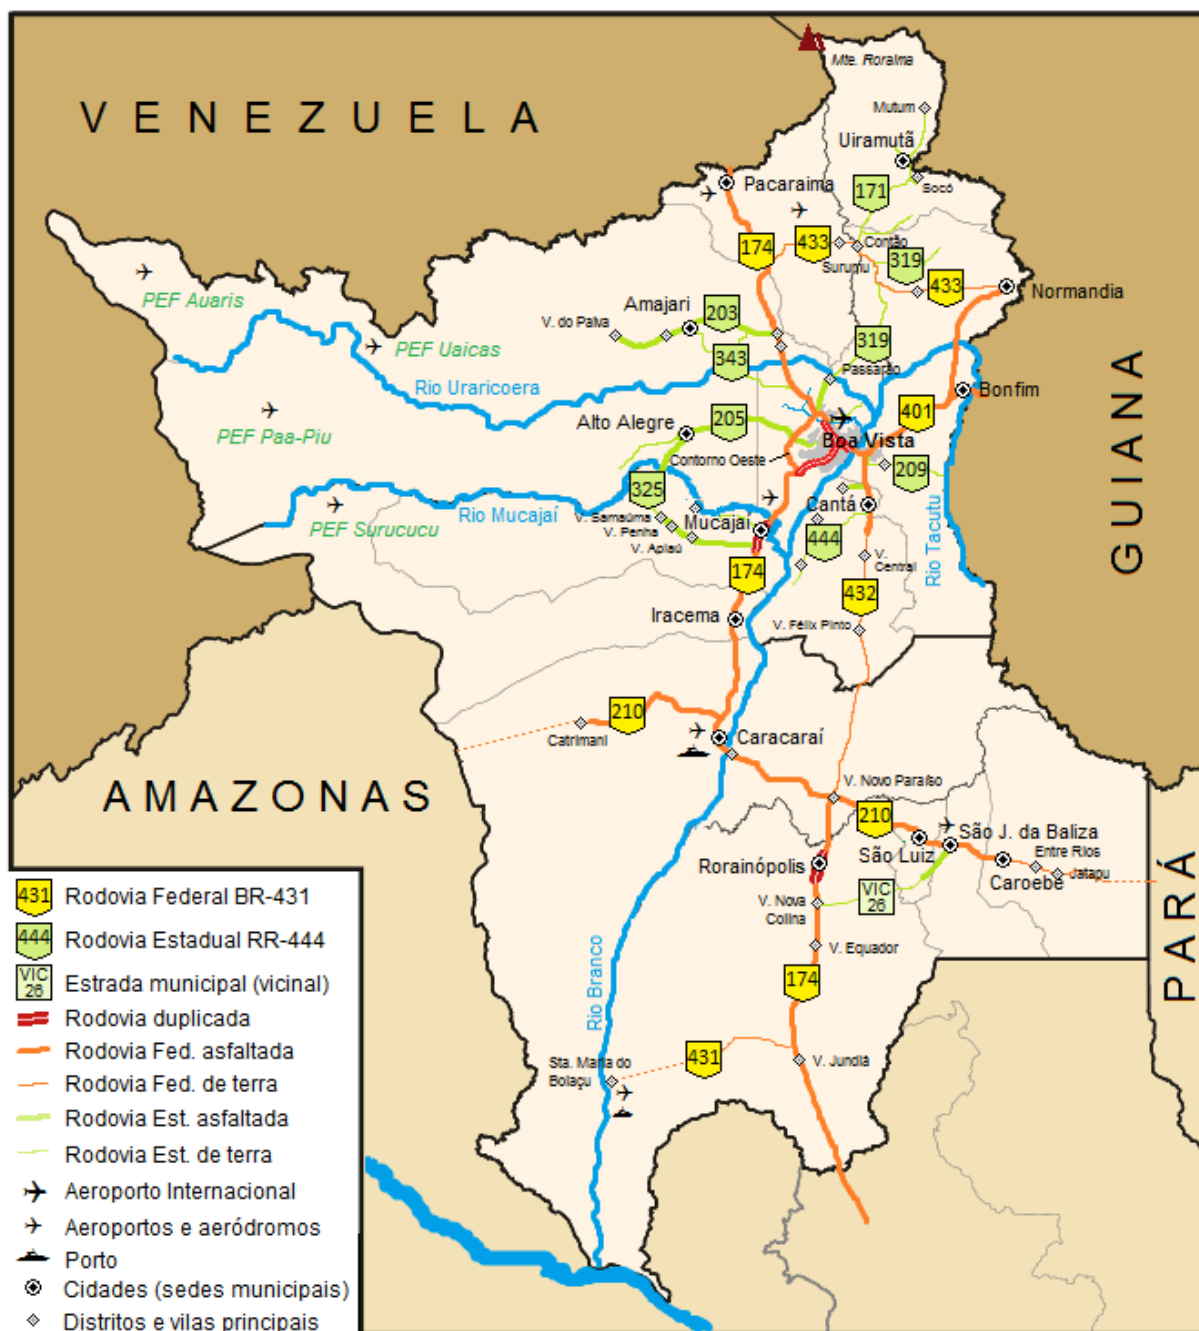 Mte. Roraima
VENEZUELA
Mutum
Uiramutã
Socó
171
Pacaraima
174
433
Contão
Surumu
319
433
Normandia
PEF Auaris
Amajari
203
V. do Paiva
319
PEF Uaicas
343
Passarão
Rio Uraricoera
Bonfim
401
GUIANA
PEF Paa-Piu
Alto Alegre
205
Boa Vista
Contorno Oeste
209
325
Rio Mucajaí
PEF Surucucu
V. Samaúma
V. Penha
V. Apiaú
Mucajaí
Cantá
444
V.
Central
Rio Tacutu
174
432
Iracema
V. Félix Pinto
210
Catrimani
Caracaraí
AMAZONAS
V. Novo Paraíso
210
São J. da Baliza
São Luiz
Entre Rios
Jatapu
Caroebe
Rorainópolis
VIC
26
V. Nova
Colina
V. Equador
PARÁ
Rio Branco
174
Sta. Maria do
Boiaçu
431
V. Jundiá
431 Rodovia Federal BR-431
444 Rodovia Estadual RR-444
VIC
26 Estrada municipal (vicinal)
Rodovia duplicada
Rodovia Fed. asfaltada
Rodovia Fed. de terra
Rodovia Est. asfaltada
Rodovia Est. de terra
Aeroporto Internacional
Aeroportos e aeródromos
Porto
Cidades (sedes municipais)
Distritos e vilas principais